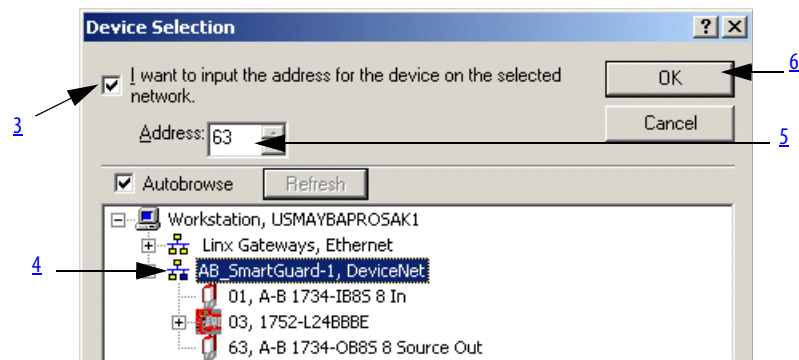 Device Selection
I want to input the address for the device on the selected
network.
OK
6
3
Address: 63
Cancel
5
Autobrowse
Refresh
Workstation, USMAYBAPROSAK1
Linx Gateways, Ethernet
4
AB_SmartGuard-1, DeviceNet
01, A-B 1734-IB8S 8 In
03, 1752-L24BBBE
63, A-B 1734-OB8S 8 Source Out